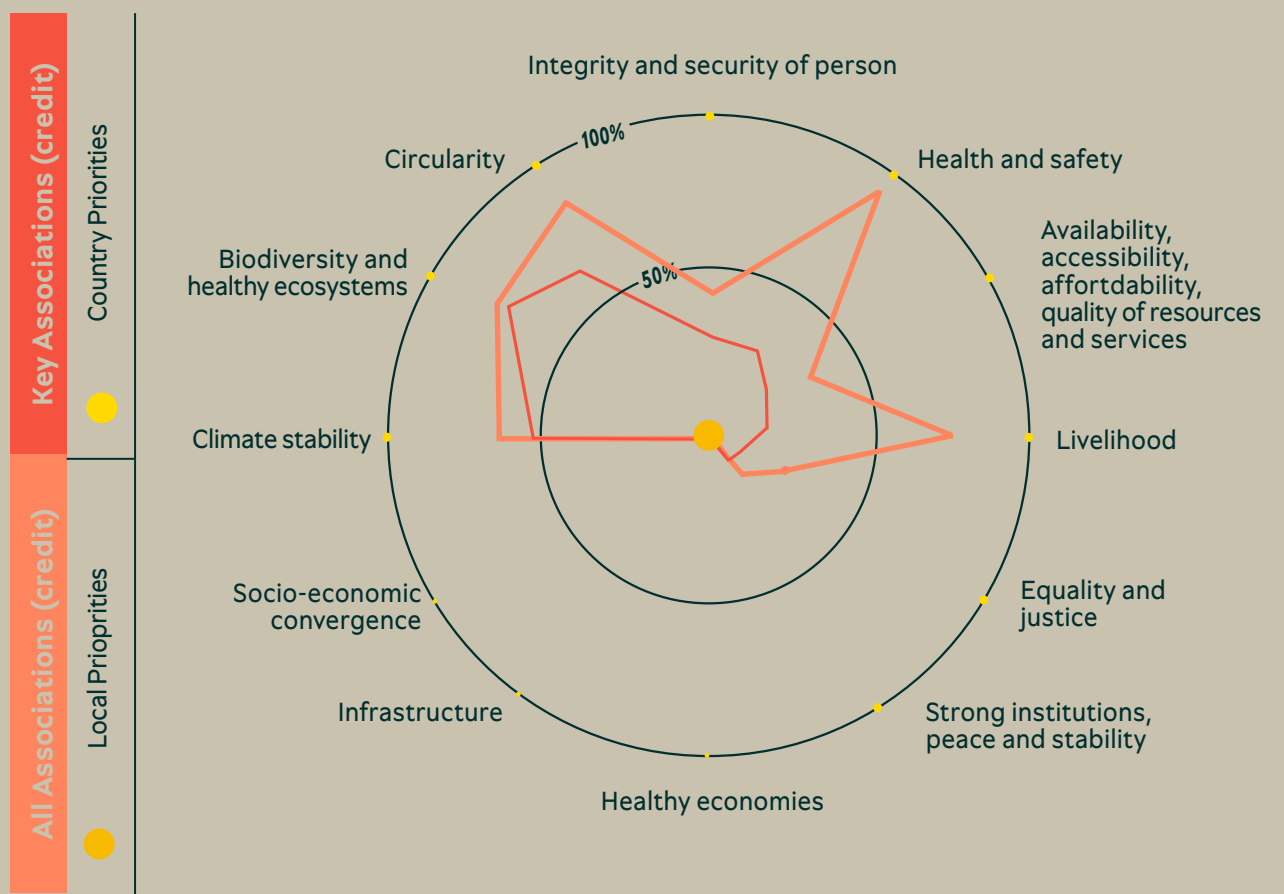 Key Associations (credit)
Country Priorities
All Associations (credit)
Local Prioprities
Integrity and security of person
100%
Circularity
Health and safety
Availability,
accessibility,
affortdability,
quality of resources
and services
Biodiversity and
healthy ecosystems
50%
Climate stability
Livelihood
Socio-economic
convergence
Equality and
justice
Infrastructure
Strong institutions,
peace and stability
Healthy economies